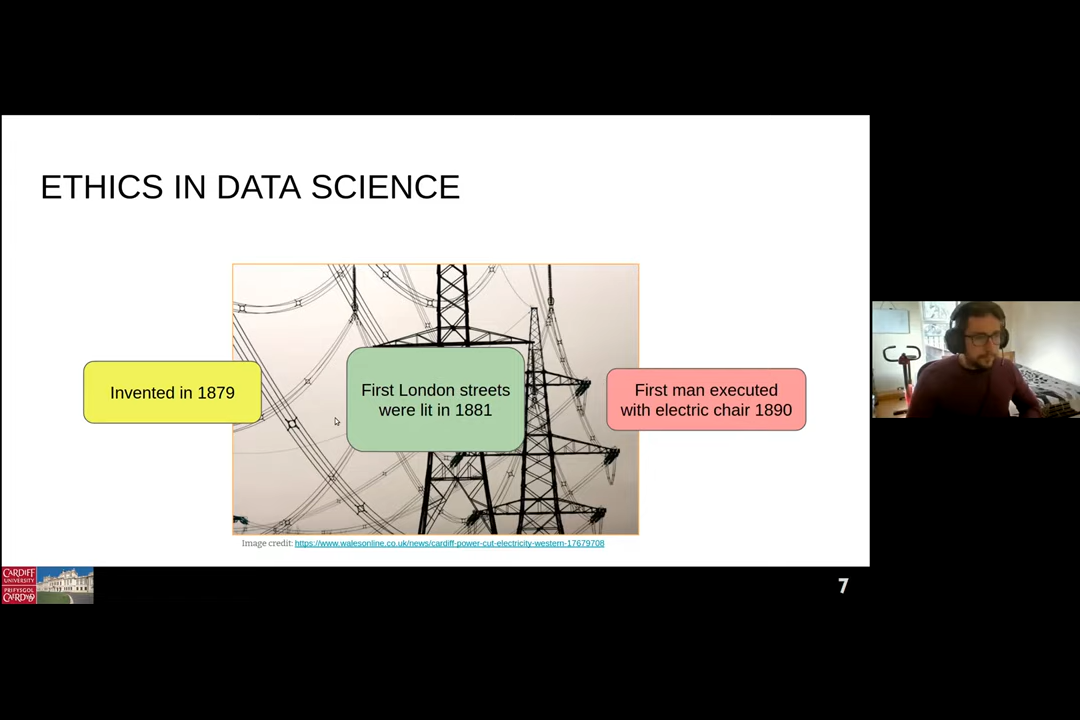 ETHICS IN DATA SCIENCE
Invented in 1879
First London streets
were lit in 1881
First man executed
with electric chair 1890
Image credit: https://www.walesonline.co.uk/news/cardiff-power-cut-electricity-western-17679708
CARDIFF
UNIVERSITY
PRIFYSGOL
CAERDYD
7